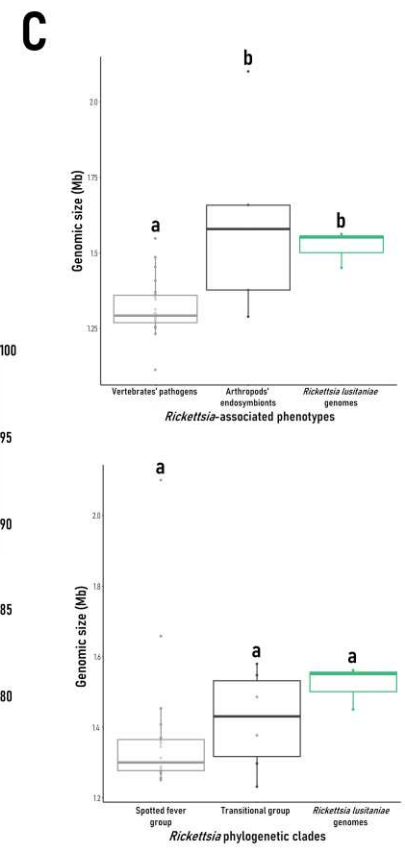 C
b
2.0
Genomic size (Mb)
1.75
a
b
1.5
1.25
Vertebrates' pathogens
Arthropods'
endosymbionts
Rickettsia lusitaniae
genomes
Rickettsia-associated phenotypes
100
95
90
85
80
a
2.0
Genomic size (Mb)
1.8
a
a
1.6
1.4
1.2
Spotted fever
group
Transitional group
Rickettsia lusitaniae
genomes
Rickettsia phylogenetic clades